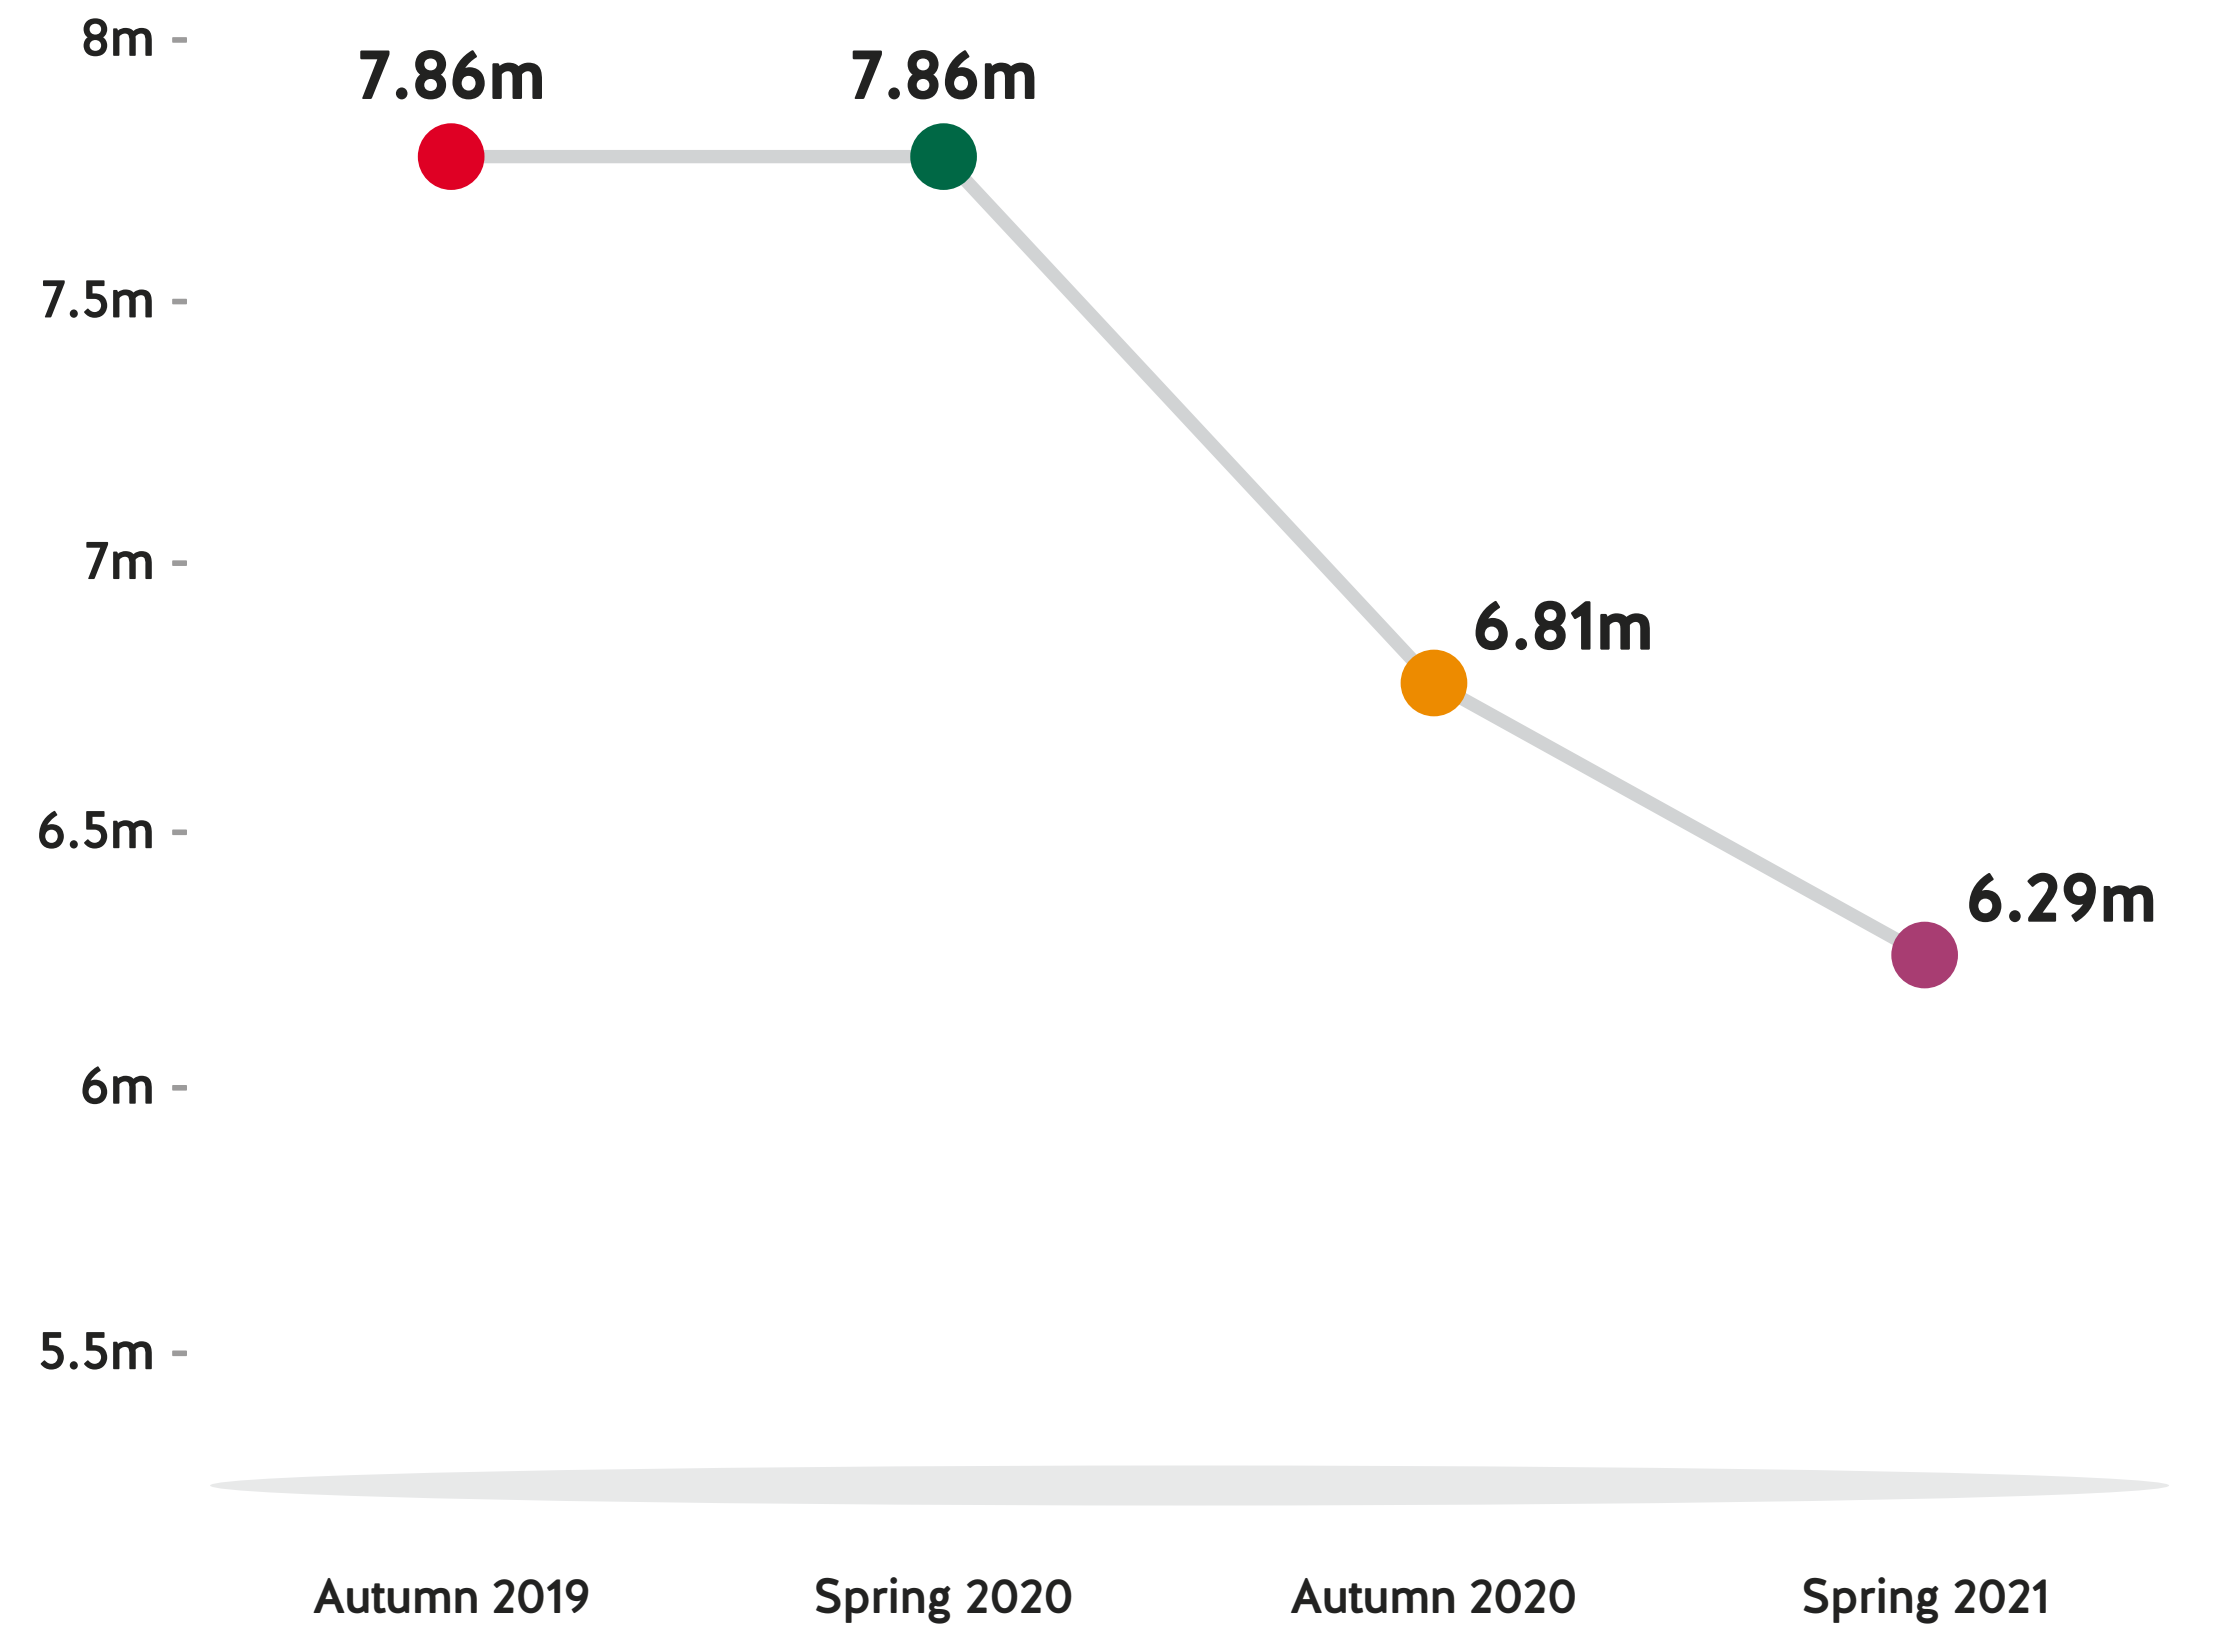 8m
7.86m
7.86m
7.5m
7m
6.81m
6.5m
6.29m
6m
5.5m
Autumn 2019
Spring 2020
Autumn 2020
Spring 2021